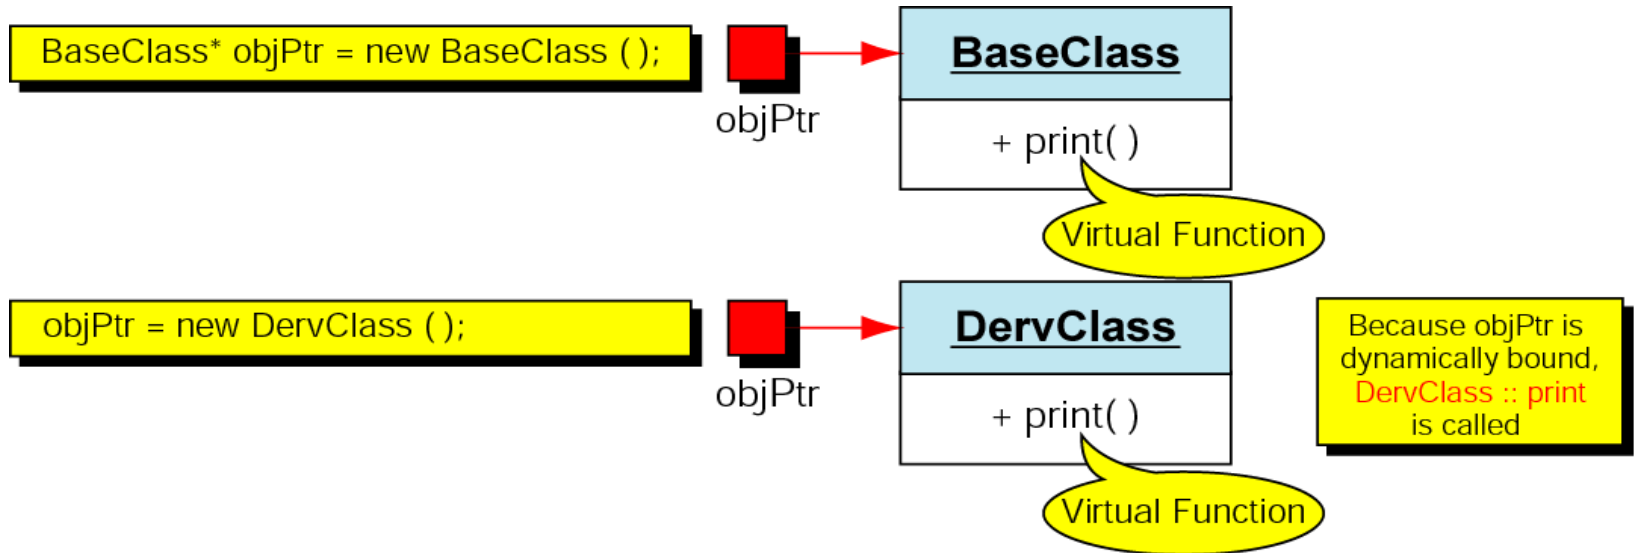 BaseClass* objPtr = new BaseClass ( );
objPtr
BaseClass
+ print( )
Virtual Function
objPtr = new DervClass ( );
objPtr
DervClass
+ print( )
Virtual Function
Because objPtr is
dynamically bound,
DervClass :: print
is called